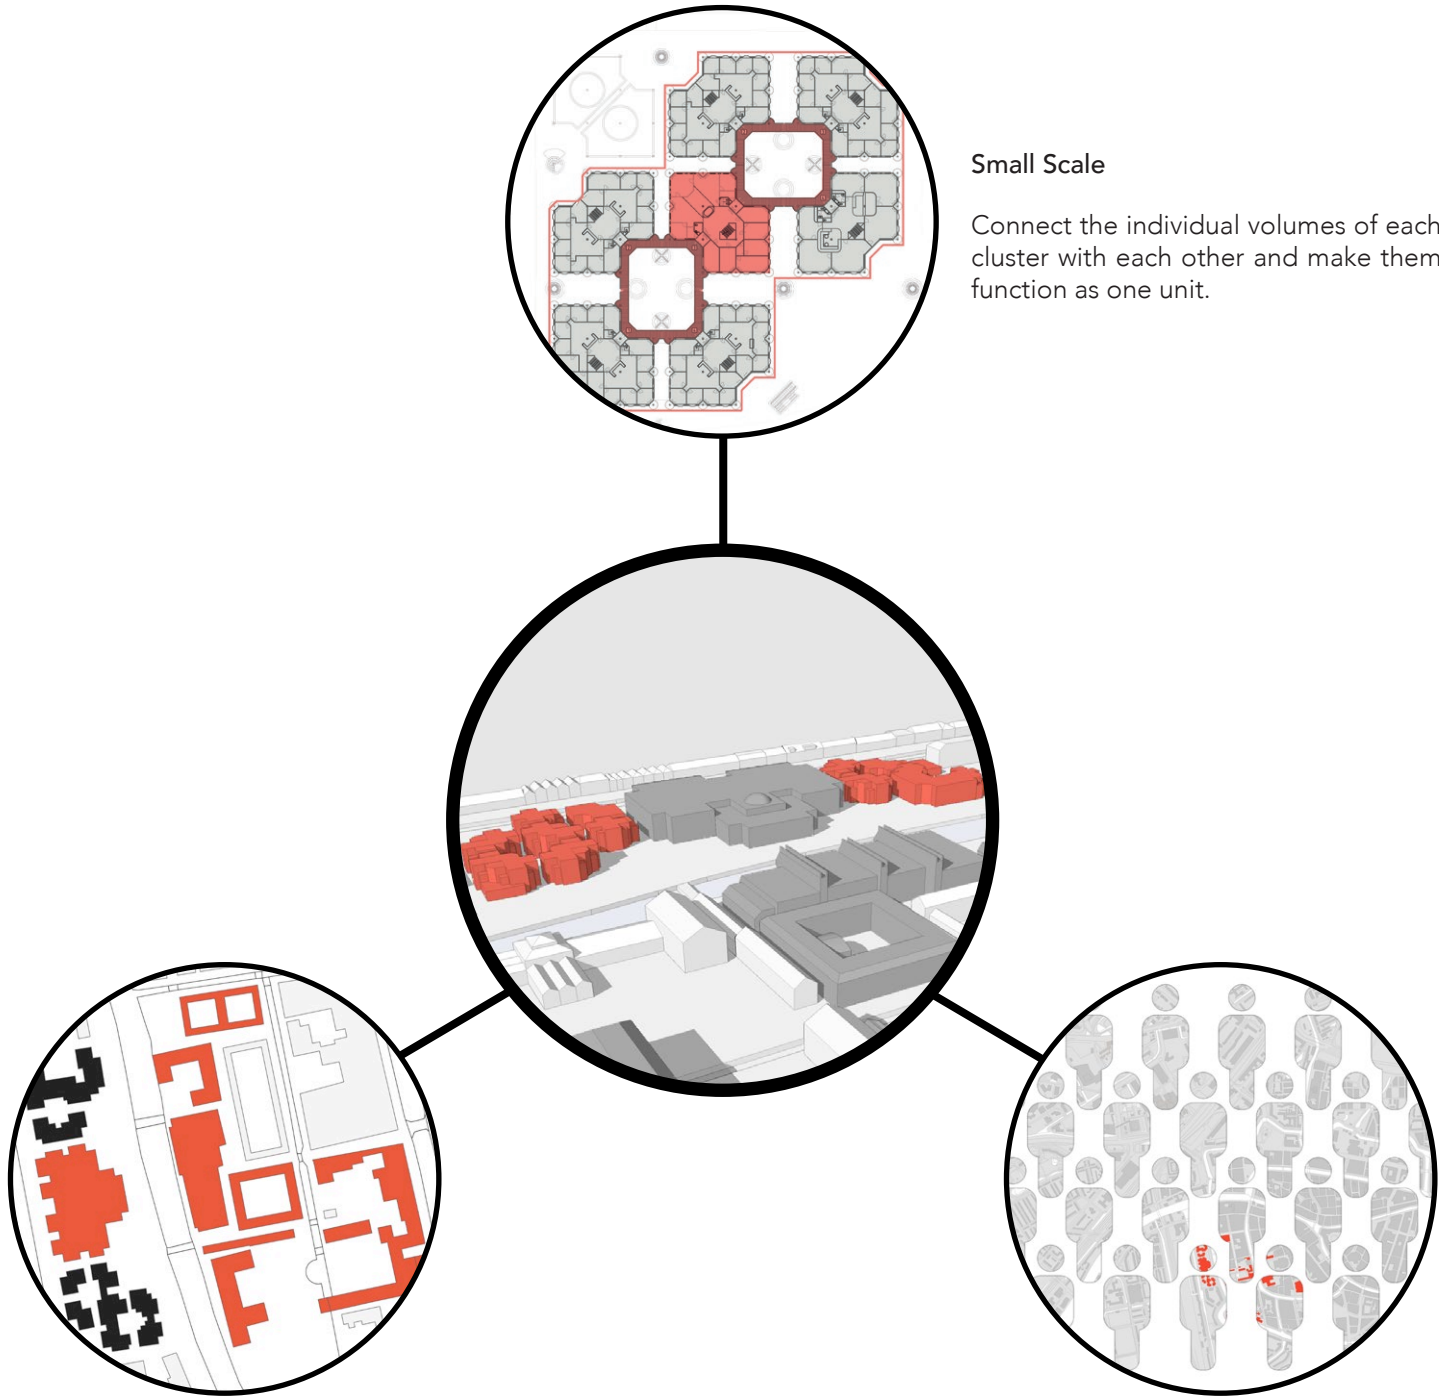 Small Scale
Connect the individual volumes of each
cluster with each other and make them
function as one unit.